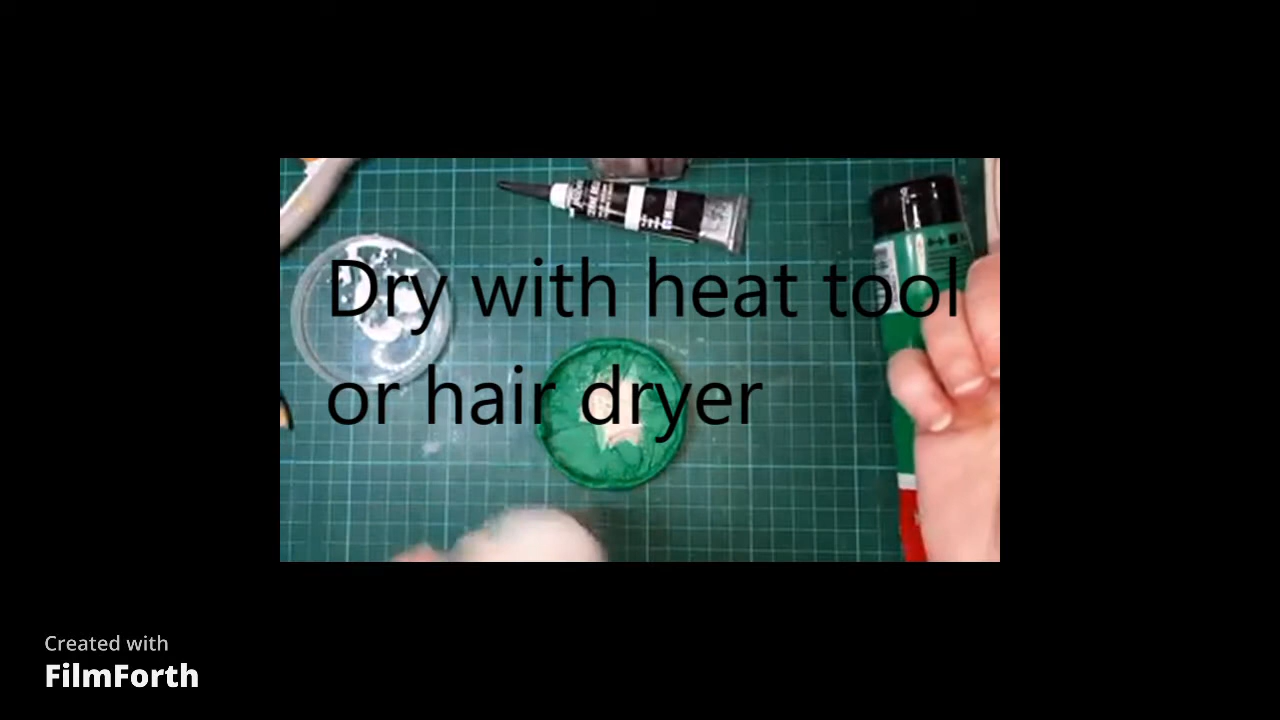 Dry with heat tool
or hair dryer
Created with
FilmForth